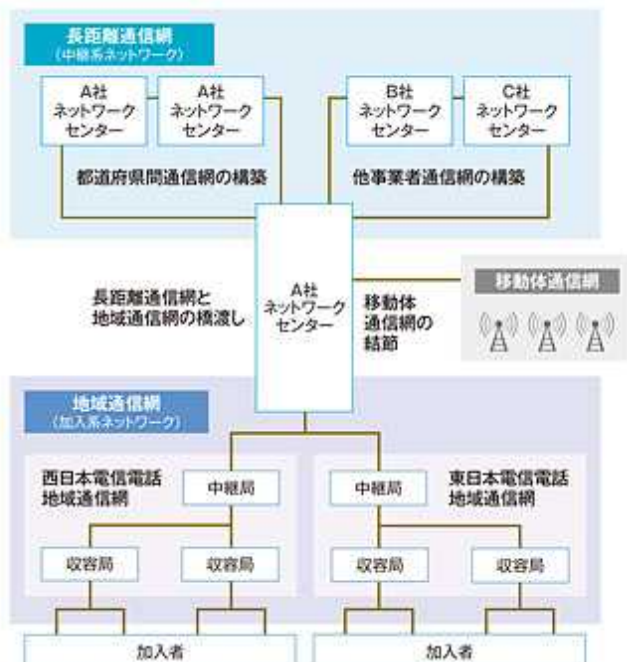 長距離通信網
（中継系ネットワーク）
A社
ネットワーク
センター
A社
ネットワーク
センター
B社
ネットワーク
センター
C社
ネットワーク
センター
都道府県間通信網の構築
他事業者通信網の構築
長距離通信網と
地域通信網の橋渡し
A社
ネットワーク
センター
移動体
通信網の
結節
移動体通信網
地域通信網
（加入系ネットワーク）
西日本電信電話
地域通信網
中継局
中継局
東日本電信電話
地域通信網
収容局
収容局
収容局
収容局
加入者
加入者